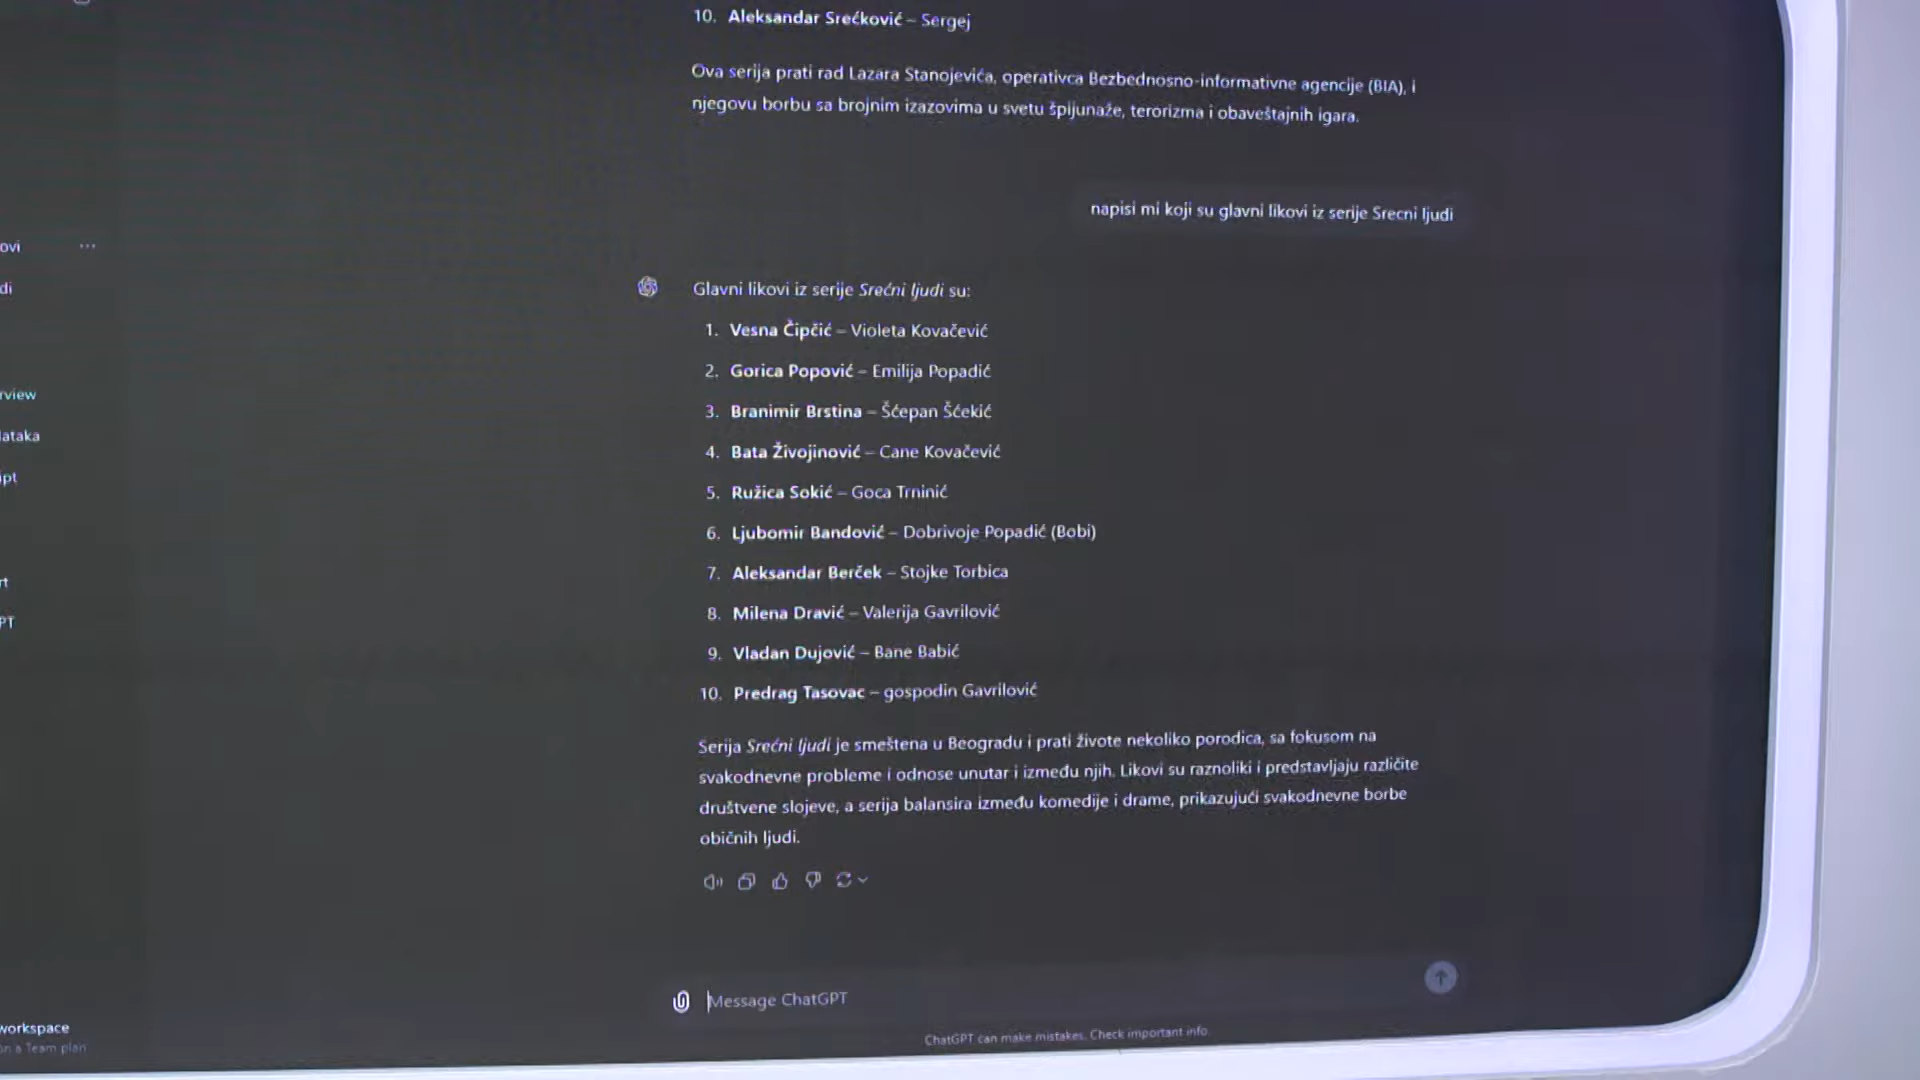 10. Aleksandar Srećković – Sergej
Ova serija prati rad Lazara Stanojevića, operativca Bezbednosno-informativne agencije (BIA), i
njegovu borbu sa brojnim izazovima u svetu špijunaže, terorizma i obaveštajnih igara.
napisi mi koji su glavni likovi iz serije Srecni ljudi
ovi
di
Glavni likovi iz serije Srećni ljudi su:
1. Vesna Čipčić – Violeta Kovačević
2. Gorica Popović – Emilija Popadić
rview
3. Branimir Brstina – Šćepan Šćekić
lataka
4. Bata Živojinović – Cane Kovačević
ipt
5. Ružica Sokić – Goca Trninić
6. Ljubomir Bandović – Dobrivoje Popadić (Bobi)
rt
7. Aleksandar Berček – Stojke Torbica
PT
8. Milena Dravić – Valerija Gavrilović
9. Vladan Dujović – Bane Babić
10. Predrag Tasovac – gospodin Gavrilović
Serija Srećni ljudi je smeštena u Beogradu i prati živote nekoliko porodica, sa fokusom na
svakodnevne probleme i odnose unutar i između njih. Likovi su raznoliki i predstavljaju različite
društvene slojeve, a serija balansira između komedije i drame, prikazujući svakodnevne borbe
običnih ljudi.
Message ChatGPT
workspace
on a Team plan
ChatGPT can make mistakes. Check important info.